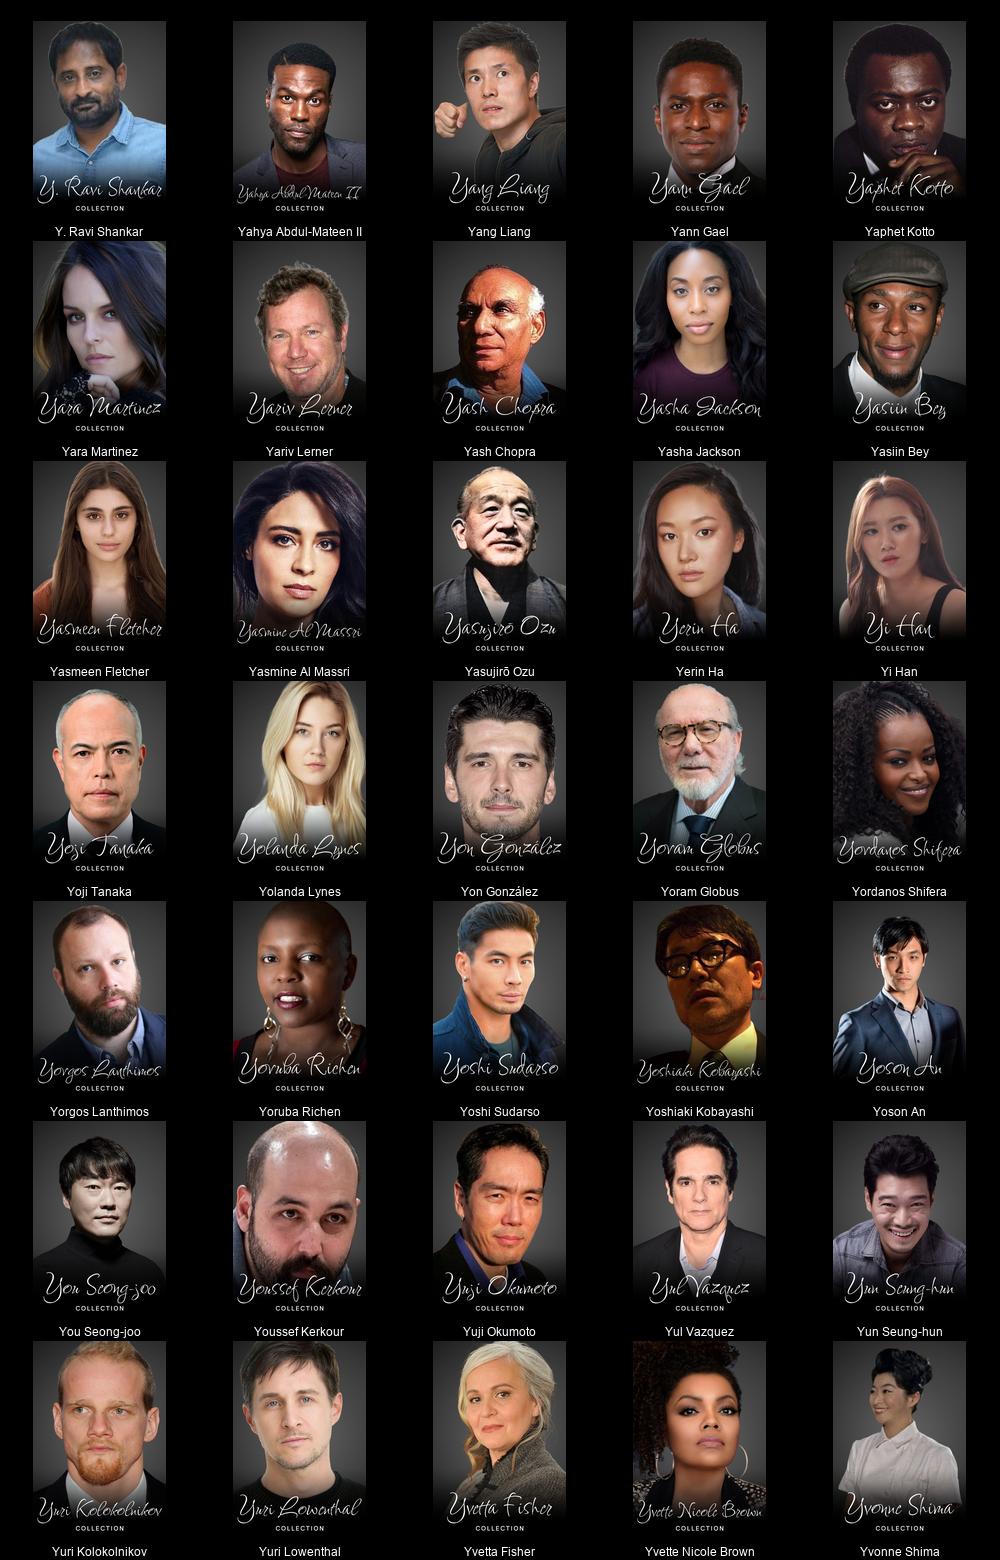 Y. Ravi Shankar Yahya Abdul-Mateen II Yang Liang Yann Gael Yaphet Kotto
COLLECTION COLLECTION COLLECTION COLLECTION COLLECTION
Y. Ravi Shankar Yahya Abdul-Mateen II Yang Liang Yann Gael Yaphet Kotto
Yara Martinez Yariv Lerner Yash Chopra Yasha Jackson Yasiin Bey
COLLECTION COLLECTION COLLECTION COLLECTION COLLECTION
Yara Martinez Yariv Lerner Yash Chopra Yasha Jackson Yasiin Bey
Yasmeen Fletcher Yasmine Al Massri Yasujirō Ozu Yerin Ha Yi Han
COLLECTION COLLECTION COLLECTION COLLECTION COLLECTION
Yasmeen Fletcher Yasmine Al Massri Yasujirō Ozu Yerin Ha Yi Han
Yoji Tanaka Yolanda Lynes Yon González Yoram Globus Yordanos Shifera
COLLECTION COLLECTION COLLECTION COLLECTION COLLECTION
Yoji Tanaka Yolanda Lynes Yon González Yoram Globus Yordanos Shifera
Yorgos Lanthimos Yoruba Richen Yoshi Sudarso Yoshiaki Kobayashi Yoson An
COLLECTION COLLECTION COLLECTION COLLECTION COLLECTION
Yorgos Lanthimos Yoruba Richen Yoshi Sudarso Yoshiaki Kobayashi Yoson An
You Seong-joo Youssef Kerkour Yuji Okumoto Yul Vazquez Yun Seung-hun
COLLECTION COLLECTION COLLECTION COLLECTION COLLECTION
You Seong-joo Youssef Kerkour Yuji Okumoto Yul Vazquez Yun Seung-hun
Yuri Kolokolnikov Yuri Lowenthal Yvetta Fisher Yvette Nicole Brown Yvonne Shima
COLLECTION COLLECTION COLLECTION COLLECTION COLLECTION
Yuri Kolokolnikov Yuri Lowenthal Yvetta Fisher Yvette Nicole Brown Yvonne Shima